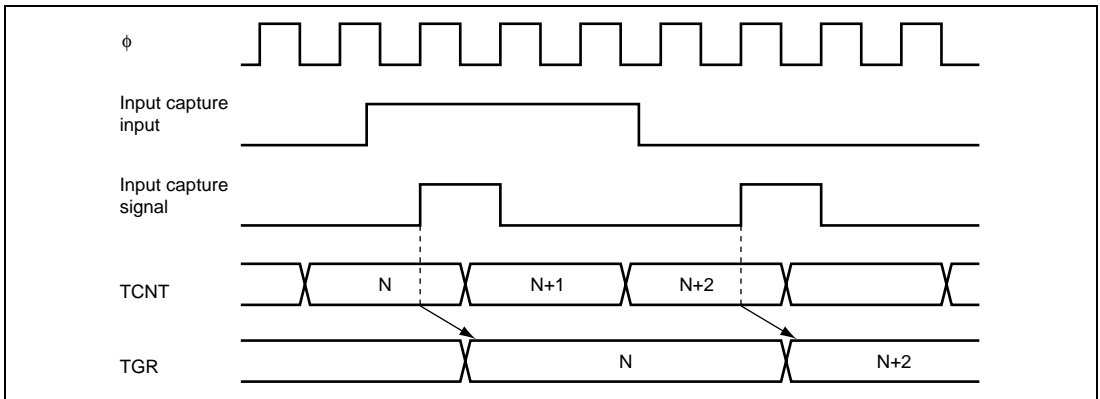 φ
Input capture
input
Input capture
signal
TCNT
N
N+1
N+2
TGR
N
N+2